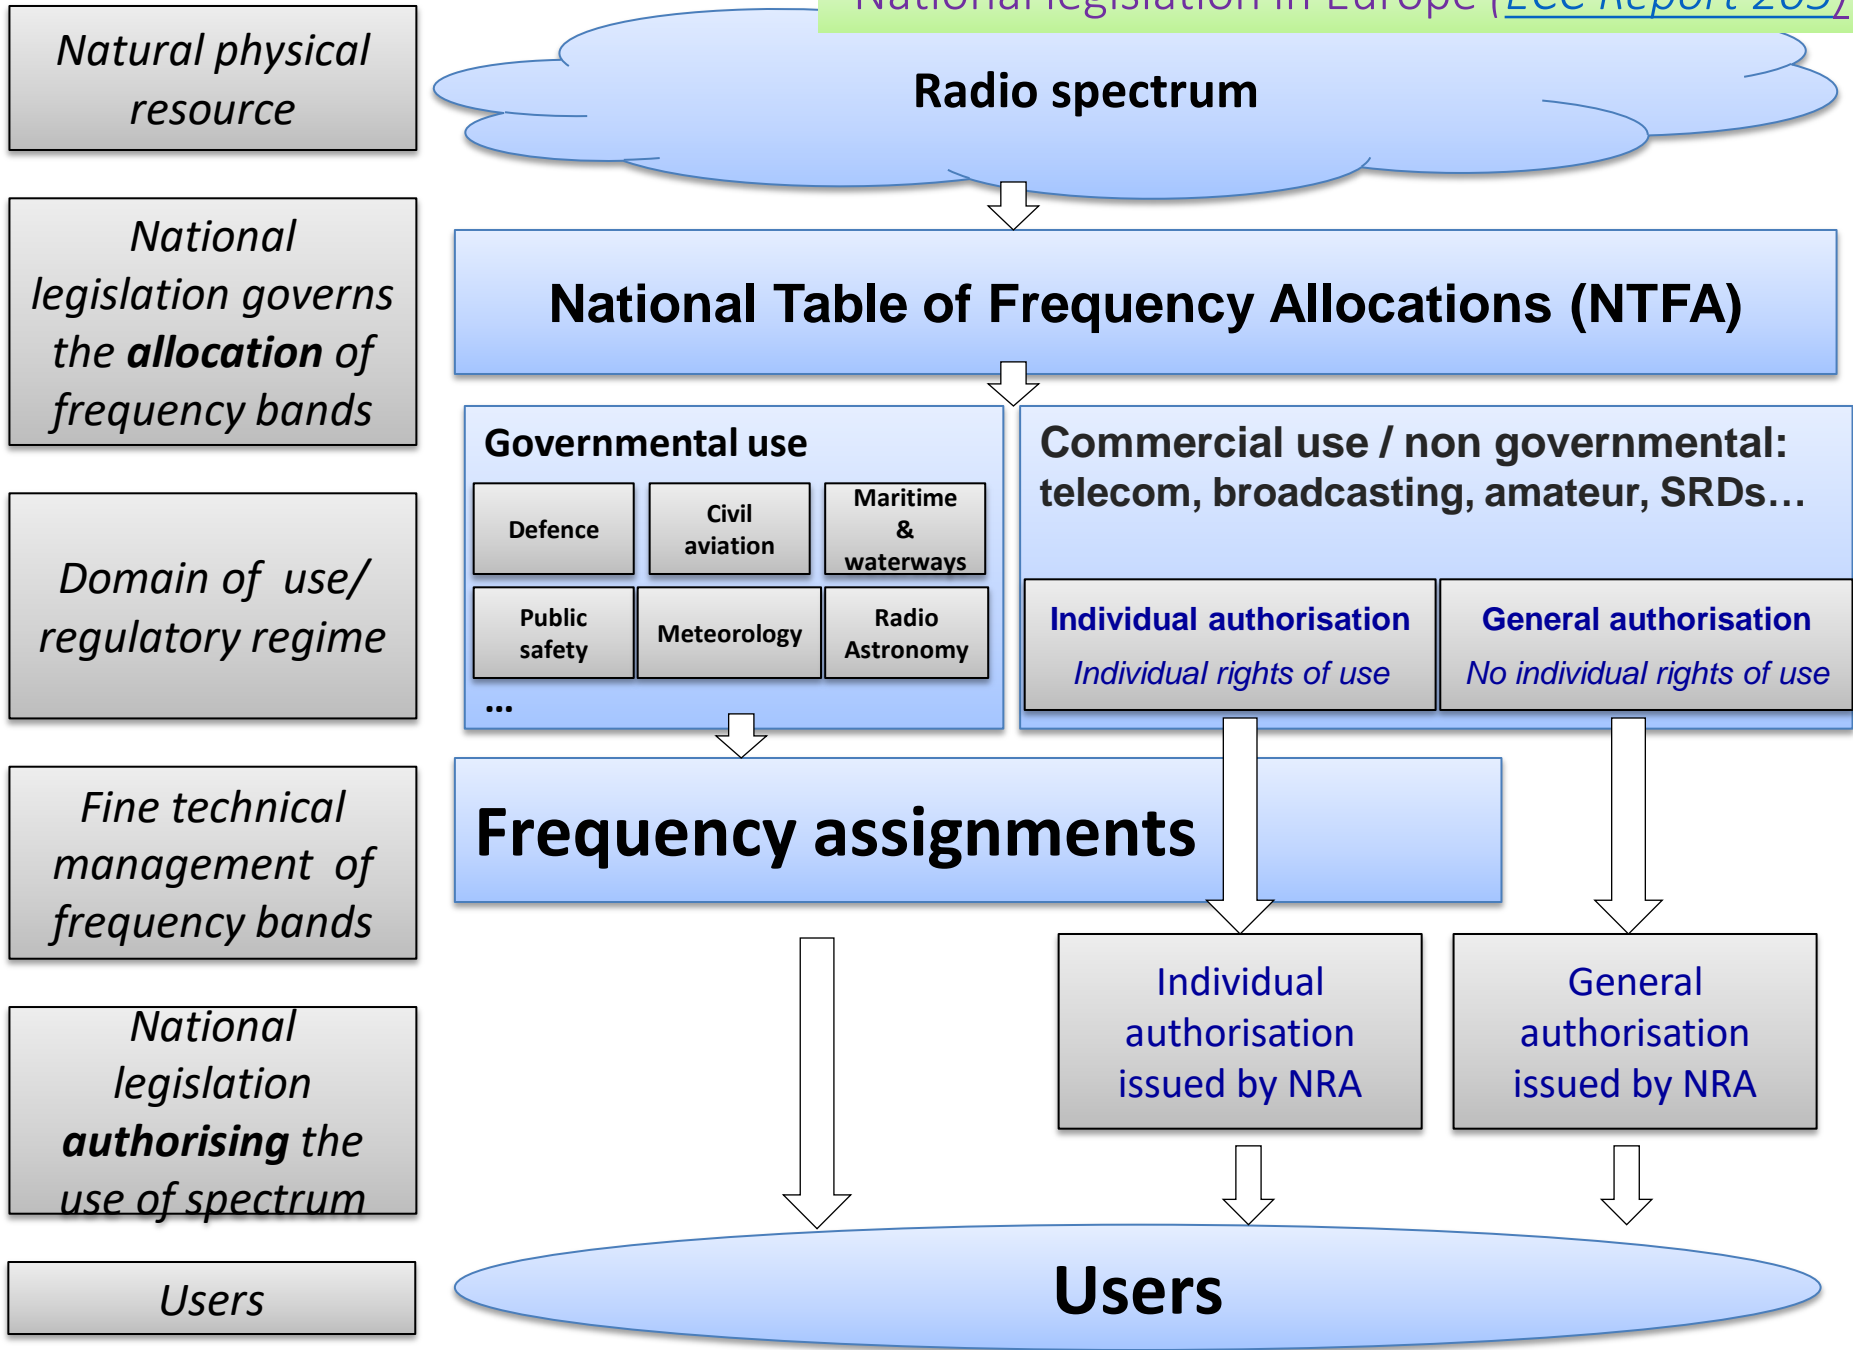 National legislation in Europe (ECC Report 205)
Natural physical
resource
Radio spectrum
National
legislation governs
the allocation of
frequency bands
National Table of Frequency Allocations (NTFA)
Domain of use/
regulatory regime
Governmental use
Defence
Civil
aviation
Maritime
&
waterways
Public
safety
Meteorology
Radio
Astronomy
...
Commercial use / non governmental:
telecom, broadcasting, amateur, SRDs...
Individual authorisation
Individual rights of use
General authorisation
No individual rights of use
Fine technical
management of
frequency bands
Frequency assignments
National
legislation
authorising the
use of spectrum
Individual
authorisation
issued by NRA
General
authorisation
issued by NRA
Users
Users